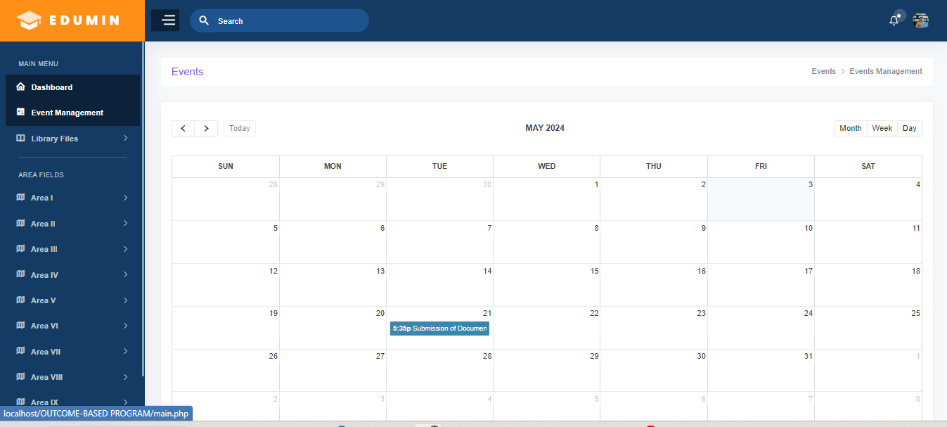 EDUMIN
Search
MAIN MENU
Dashboard
Event Management
Library Files
AREA FIELDS
Area I
Area II
Area III
Area IV
Area V
Area VI
Area VII
Area VIII
Area IX
localhost/OUTCOME-BASED PROGRAM/main.php
Events
Events > Events Management
Today
MAY 2024
Month Week Day
SUN MON TUE WED THU FRI SAT
28 29 30 1 2 3 4
5 6 7 8 9 10 11
12 13 14 15 16 17 18
19 20 21 22 23 24 25
5:35p Submission of Documen
26 27 28 29 30 31 1
2 3 4 5 6 7 8